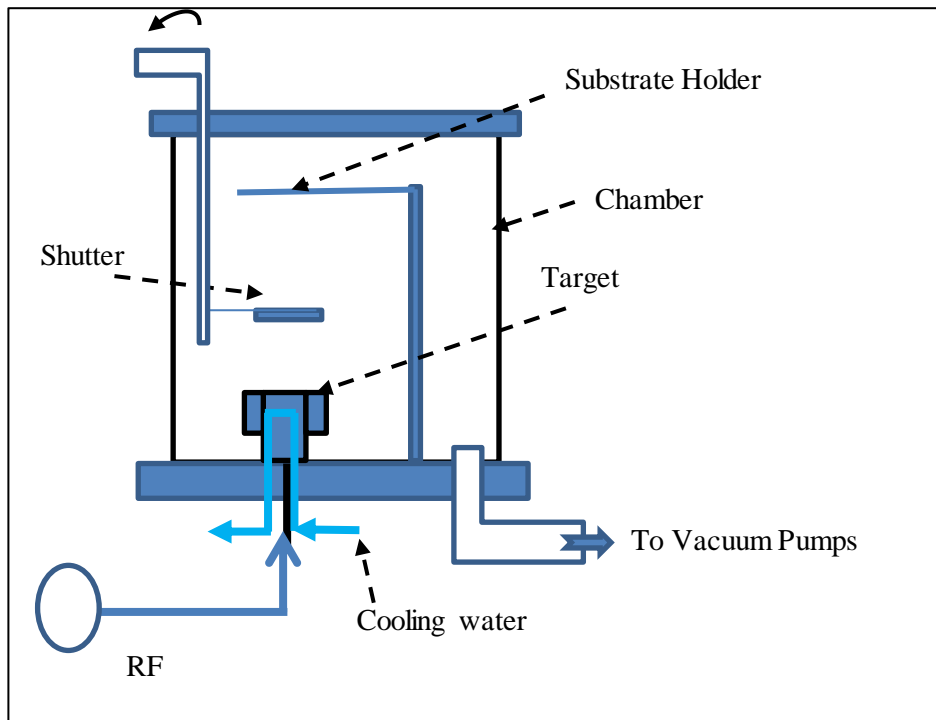 Substrate Holder
Chamber
Shutter
Target
To Vacuum Pumps
Cooling water
RF